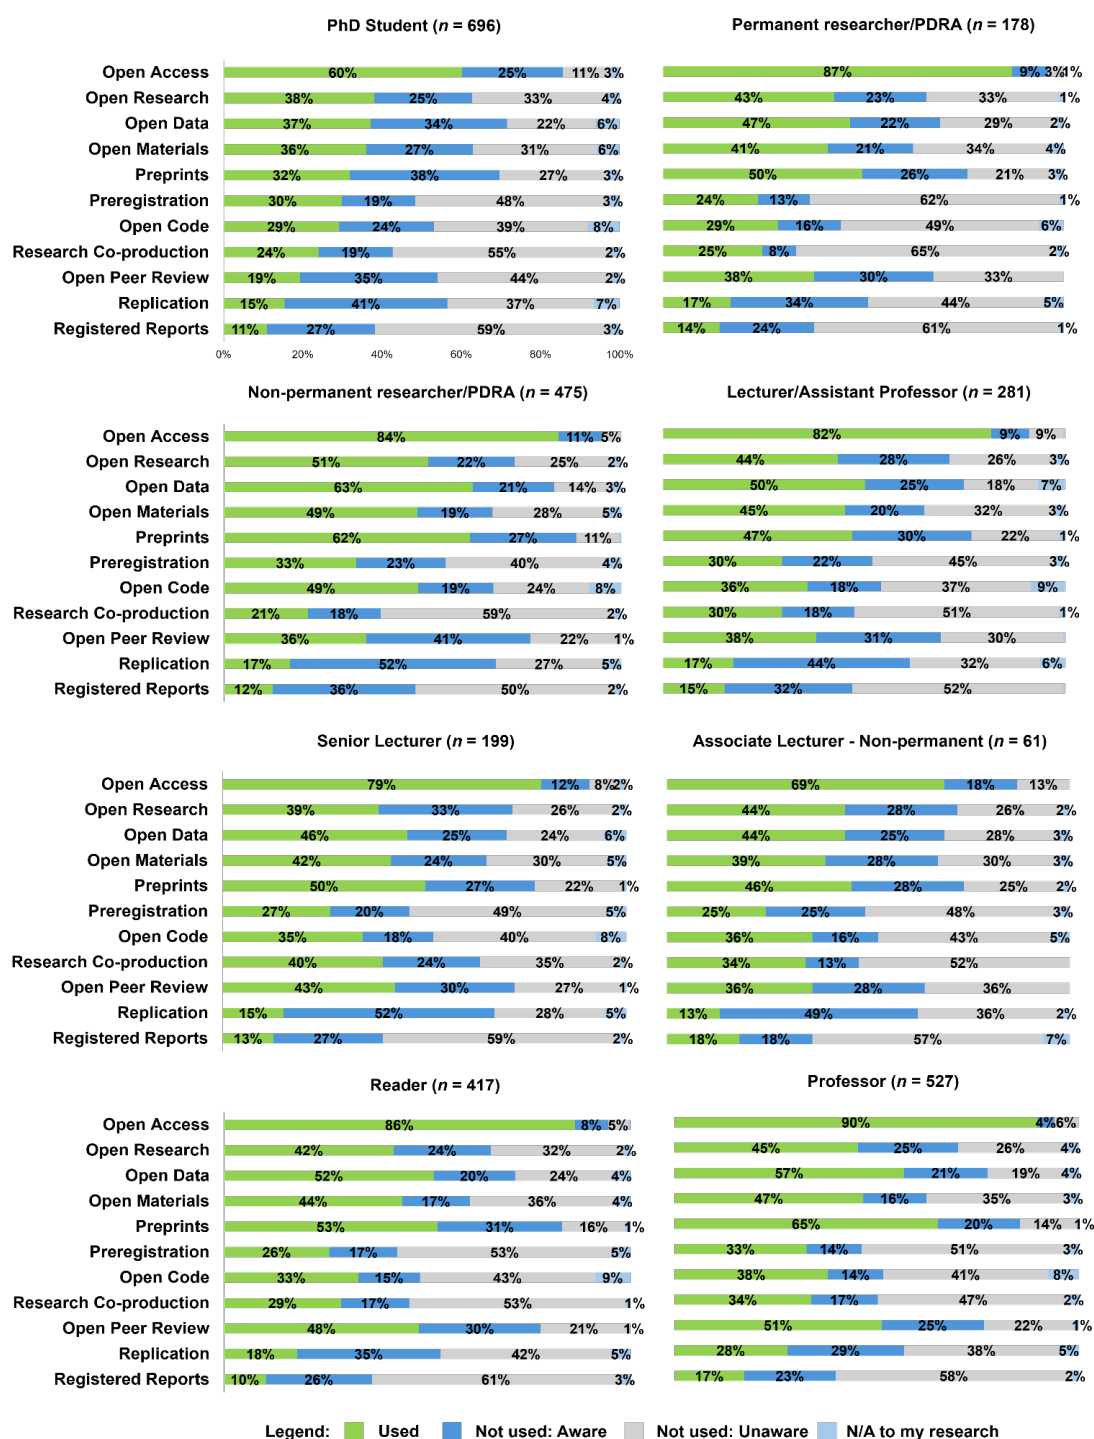 PhD Student (n = 696)
Open Access 60% 25% 11% 3%
Open Research 38% 25% 33% 4%
Open Data 37% 34% 22% 6%
Open Materials 36% 27% 31% 6%
Preprints 32% 38% 27% 3%
Preregistration 30% 19% 48% 3%
Open Code 29% 24% 39% 8%
Research Co-production 24% 19% 55% 2%
Open Peer Review 19% 35% 44% 2%
Replication 15% 41% 37% 7%
Registered Reports 11% 27% 59% 3%
0% 20% 40% 60% 80% 100%
Permanent researcher/PDRA (n = 178)
87% 9% 3% 1%
43% 23% 33% 1%
47% 22% 29% 2%
41% 21% 34% 4%
50% 26% 21% 3%
24% 13% 62% 1%
29% 16% 49% 6%
25% 8% 65% 2%
38% 30% 33%
17% 34% 44% 5%
14% 24% 61% 1%
Non-permanent researcher/PDRA (n = 475)
Open Access 84% 11% 5%
Open Research 51% 22% 25% 2%
Open Data 63% 21% 14% 3%
Open Materials 49% 19% 28% 5%
Preprints 62% 27% 11%
Preregistration 33% 23% 40% 4%
Open Code 49% 19% 24% 8%
Research Co-production 21% 18% 59% 2%
Open Peer Review 36% 41% 22% 1%
Replication 17% 52% 27% 5%
Registered Reports 12% 36% 50% 2%
Lecturer/Assistant Professor (n = 281)
82% 9% 9%
44% 28% 26% 3%
50% 25% 18% 7%
45% 20% 32% 3%
47% 30% 22% 1%
30% 22% 45% 3%
36% 18% 37% 9%
30% 18% 51% 1%
38% 31% 30%
17% 44% 32% 6%
15% 32% 52%
Senior Lecturer (n = 199)
Open Access 79% 12% 8% 2%
Open Research 39% 33% 26% 2%
Open Data 46% 25% 24% 6%
Open Materials 42% 24% 30% 5%
Preprints 50% 27% 22% 1%
Preregistration 27% 20% 49% 5%
Open Code 35% 18% 40% 8%
Research Co-production 40% 24% 35% 2%
Open Peer Review 43% 30% 27% 1%
Replication 15% 52% 28% 5%
Registered Reports 13% 27% 59% 2%
Associate Lecturer - Non-permanent (n = 61)
69% 18% 13%
44% 28% 26% 2%
44% 25% 28% 3%
39% 28% 30% 3%
46% 28% 25% 2%
25% 25% 48% 3%
36% 16% 43% 5%
34% 13% 52%
36% 28% 36%
13% 49% 36% 2%
18% 18% 57% 7%
Reader (n = 417)
Open Access 86% 8% 5%
Open Research 42% 24% 32% 2%
Open Data 52% 20% 24% 4%
Open Materials 44% 17% 36% 4%
Preprints 53% 31% 16% 1%
Preregistration 26% 17% 53% 5%
Open Code 33% 15% 43% 9%
Research Co-production 29% 17% 53% 1%
Open Peer Review 48% 30% 21% 1%
Replication 18% 35% 42% 5%
Registered Reports 10% 26% 61% 3%
Professor (n = 527)
90% 4% 6%
45% 25% 26% 4%
57% 21% 19% 4%
47% 16% 35% 3%
65% 20% 14% 1%
33% 14% 51% 3%
38% 14% 41% 8%
34% 17% 47% 2%
51% 25% 22% 1%
28% 29% 38% 5%
17% 23% 58% 2%
Legend: Used Not used: Aware Not used: Unaware N/A to my research